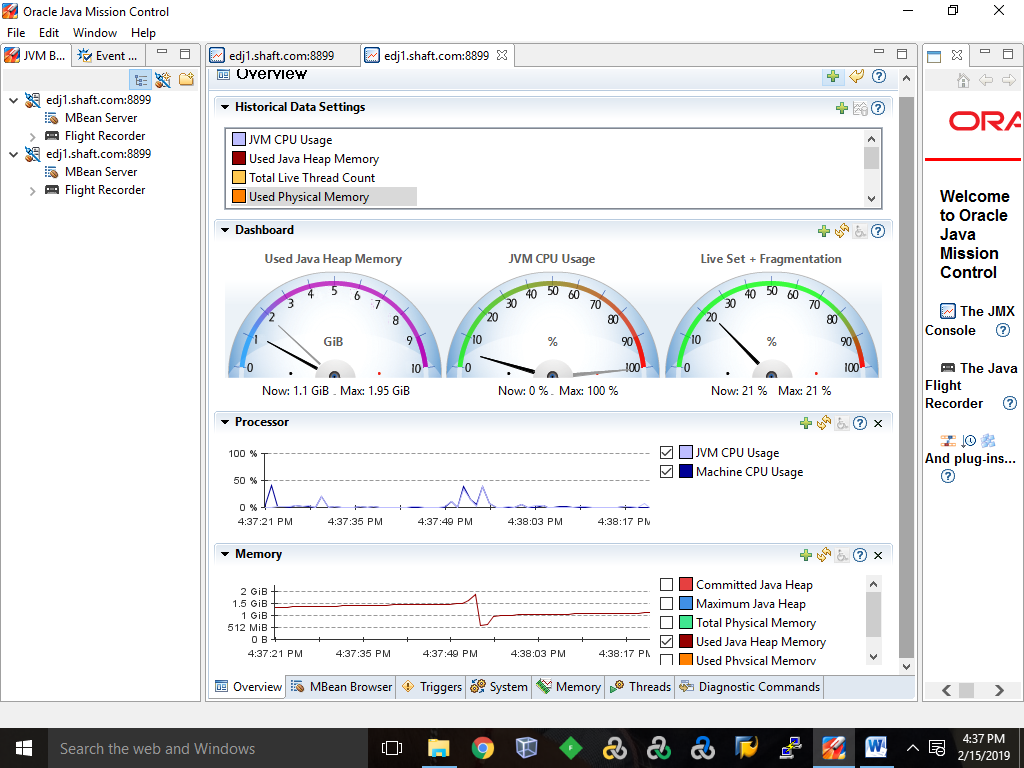 Oracle Java Mission Control
File Edit Window Help
JVM B... Event ...
edj1.shaft.com:8899
MBean Server
Flight Recorder
edj1.shaft.com:8899
MBean Server
Flight Recorder
edj1.shaft.com:8899 edj1.shaft.com:8899
Overview
Historical Data Settings
JVM CPU Usage
Used Java Heap Memory
Total Live Thread Count
Used Physical Memory
Dashboard
Used Java Heap Memory
0 1 2 3 4 5 6 7 8 9 10
GiB
Now: 1.1 GiB Max: 1.95 GiB
JVM CPU Usage
0 10 20 30 40 50 60 70 80 90 100
%
Now: 0 % Max: 100 %
Live Set + Fragmentation
0 10 20 30 40 50 60 70 80 90 100
%
Now: 21 % Max: 21 %
Processor
100 %
50 %
0 %
4:37:21 PM 4:37:35 PM 4:37:49 PM 4:38:03 PM 4:38:17 PM
JVM CPU Usage
Machine CPU Usage
Memory
2 GiB
1.5 GiB
1 GiB
512 MiB
0 B
4:37:21 PM 4:37:35 PM 4:37:49 PM 4:38:03 PM 4:38:17 PM
Committed Java Heap
Maximum Java Heap
Total Physical Memory
Used Java Heap Memory
Used Physical Memory
Overview MBean Browser Triggers System Memory Threads Diagnostic Commands
ORA
Welcome
to Oracle
Java
Mission
Control
The JMX
Console
The Java
Flight
Recorder
And plug-ins...
Search the web and Windows
4:37 PM
2/15/2019